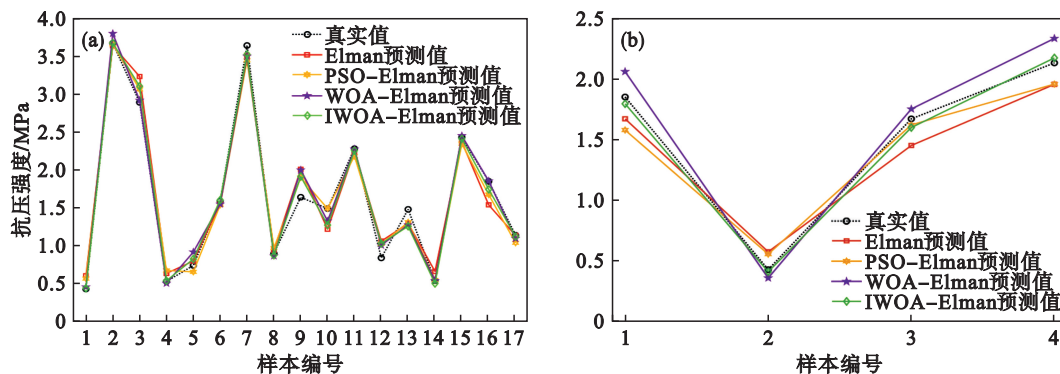 (a)
抗压强度/MPa
4.0
3.5
3.0
2.5
2.0
1.5
1.0
0.5
0
1 2 3 4 5 6 7 8 9 10 11 12 13 14 15 16 17
样本编号
真实值
Elman预测值
PSO-Elman预测值
WOA-Elman预测值
IWOA-Elman预测值
(b)
2.5
2.0
1.5
1.0
0.5
0
1 2 3 4
样本编号
真实值
Elman预测值
PSO-Elman预测值
WOA-Elman预测值
IWOA-Elman预测值